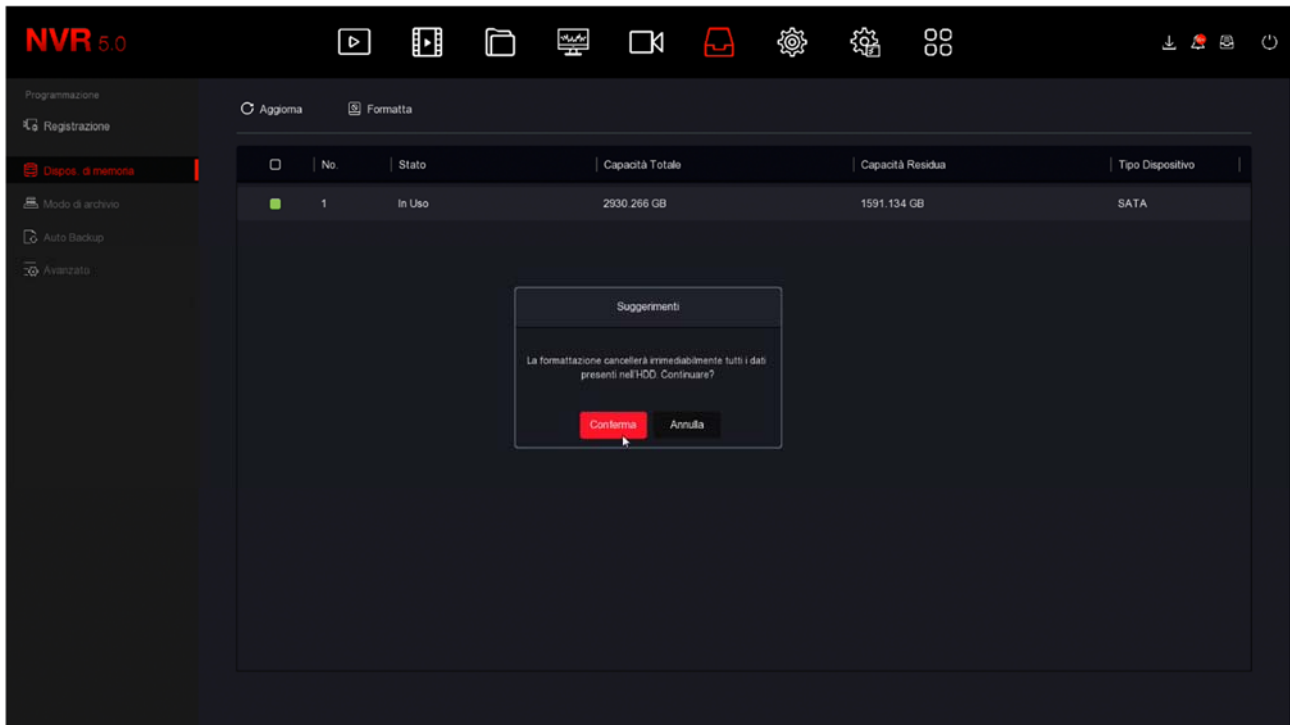 NVR 5.0
Programmazione
Registrazione
Dispos. di memoria
Modo di archivio
Auto Backup
Avanzato
Aggiorna
Formatta
No.
Stato
Capacità Totale
Capacità Residua
Tipo Dispositivo
1
In Uso
2930.266 GB
1591.134 GB
SATA
Suggerimenti
La formattazione cancellerà immediabilmente tutti i dati
presenti nell'HDD. Continuare?
Conferma
Annulla